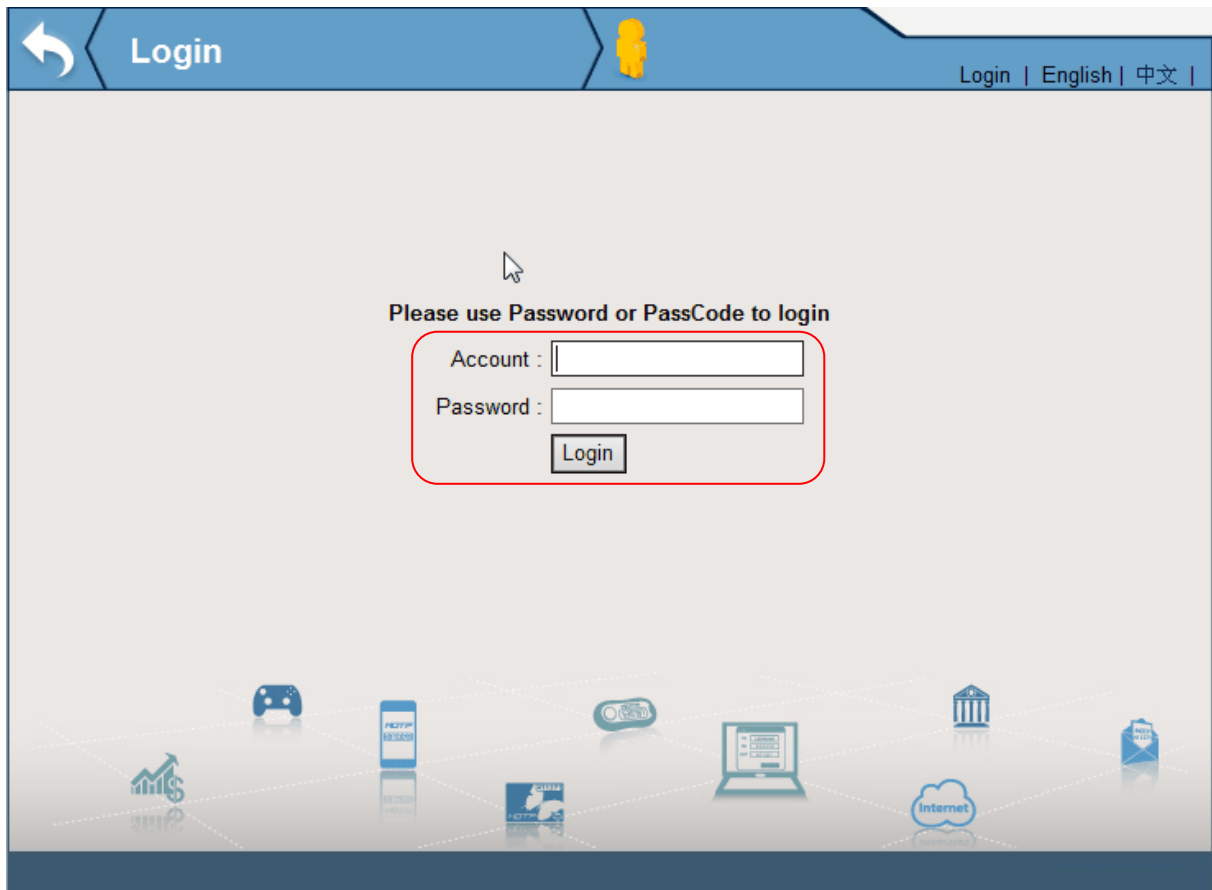 Login
Login | English | 中文 |
Please use Password or PassCode to login
Account :
Password :
Login
Internet